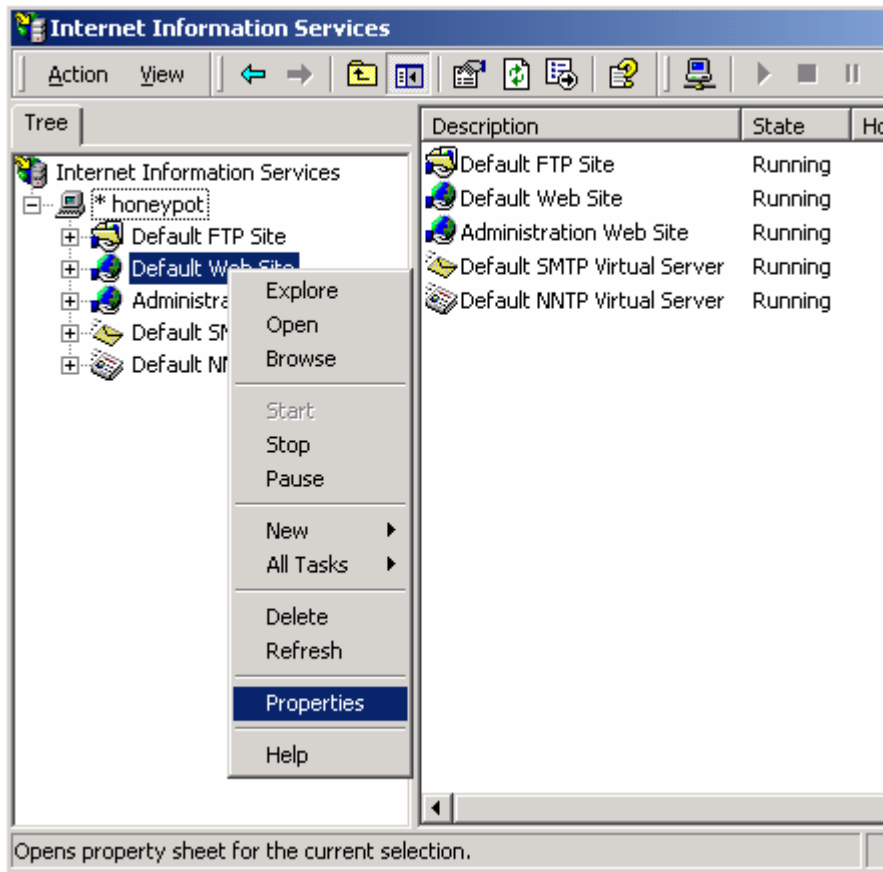 Internet Information Services
Action View
Tree
Description State
Internet Information Services
* honeypot
Default FTP Site
Default Web Site
Default
Default
Default FTP Site Running
Default Web Site Running
Administration Web Site Running
Default SMTP Virtual Server Running
Default NNTP Virtual Server Running
Explore
Open
Browse
Start
Stop
Pause
New
All Tasks
Delete
Refresh
Properties
Help
Opens property sheet for the current selection.